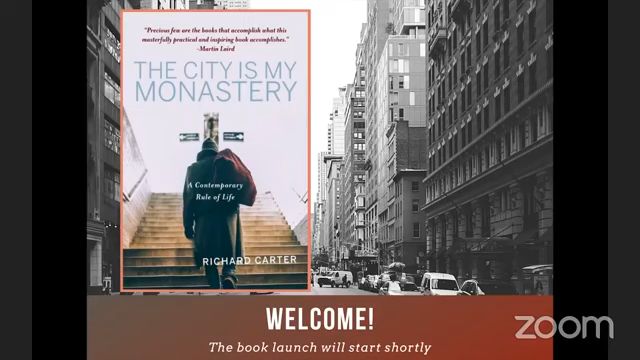 "Precious few are the books that accomplish what this
masterfully practical and inspiring book accomplishes."
-Martin Laird
THE CITY IS MY
MONASTERY
A Contemporary
Rule of Life
RICHARD CARTER
WELCOME!
The book launch will start shortly
zoom